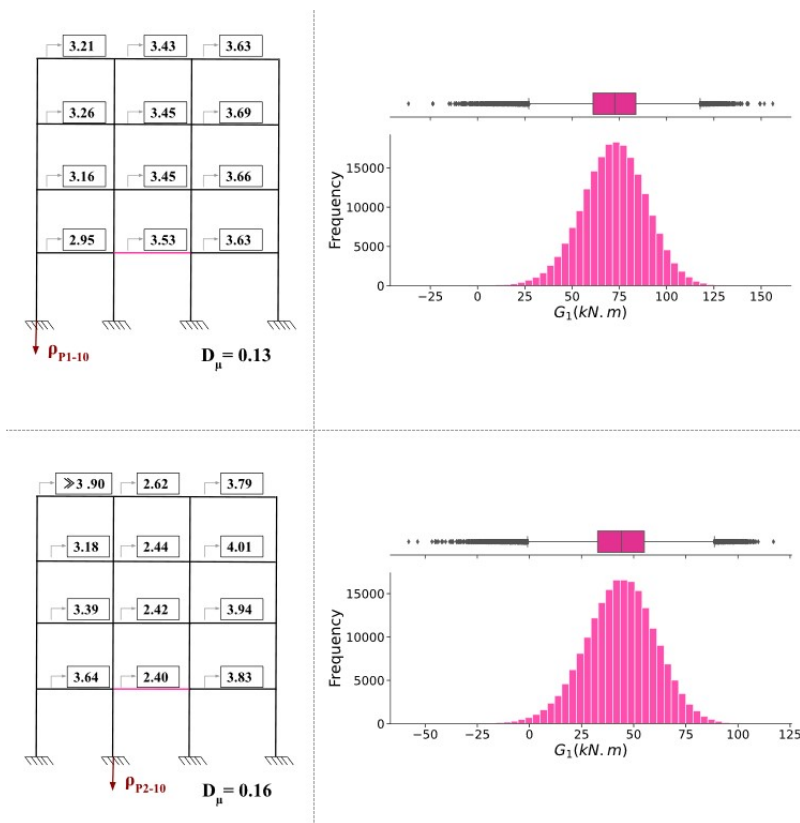 3.21 3.43 3.63
3.26 3.45 3.69
3.16 3.45 3.66
2.95 3.53 3.63
ρP1-10
Dμ= 0.13
Frequency
15000
10000
5000
0
−25 0 25 50 75 100 125 150
G1(kN.m)
≫3 .90 2.62 3.79
3.18 2.44 4.01
3.39 2.42 3.94
3.64 2.40 3.83
ρP2-10
Dμ= 0.16
Frequency
15000
10000
5000
0
−50 −25 0 25 50 75 100 125
G1(kN.m)